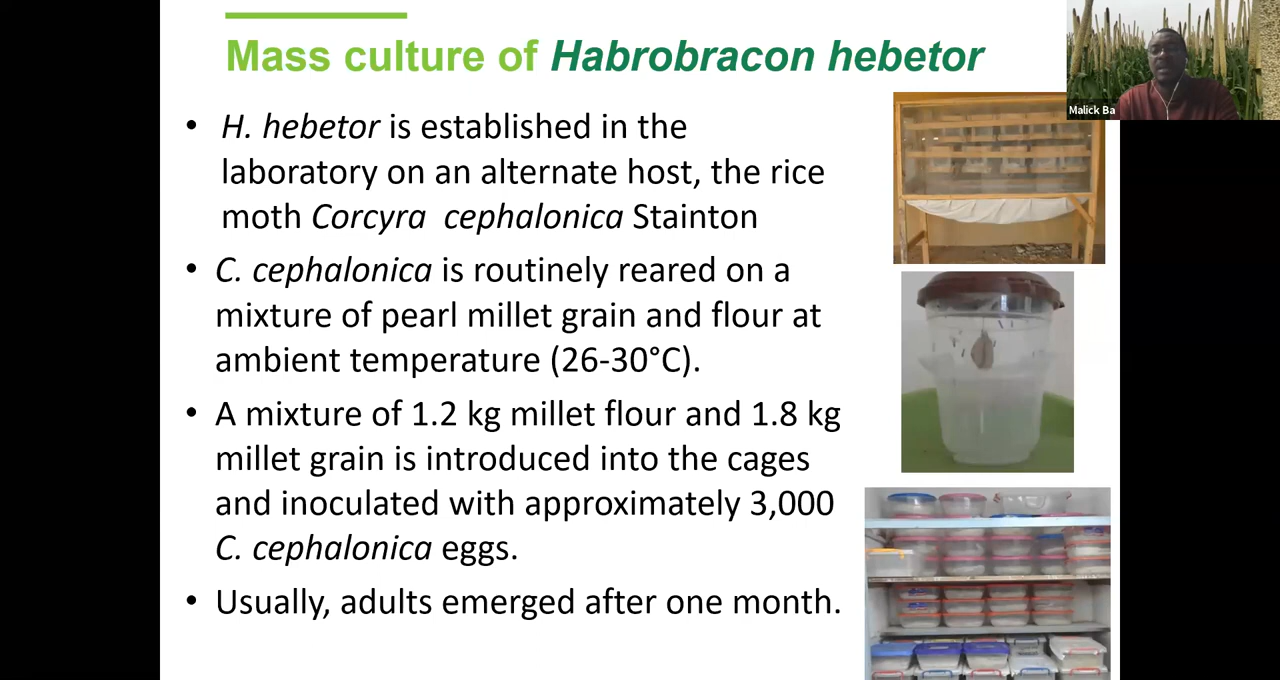 Mass culture of Habrobracon hebetor
Malick Ba
• H. hebetor is established in the
laboratory on an alternate host, the rice
moth Corcyra cephalonica Stainton
• C. cephalonica is routinely reared on a
mixture of pearl millet grain and flour at
ambient temperature (26-30°C).
• A mixture of 1.2 kg millet flour and 1.8 kg
millet grain is introduced into the cages
and inoculated with approximately 3,000
C. cephalonica eggs.
• Usually, adults emerged after one month.